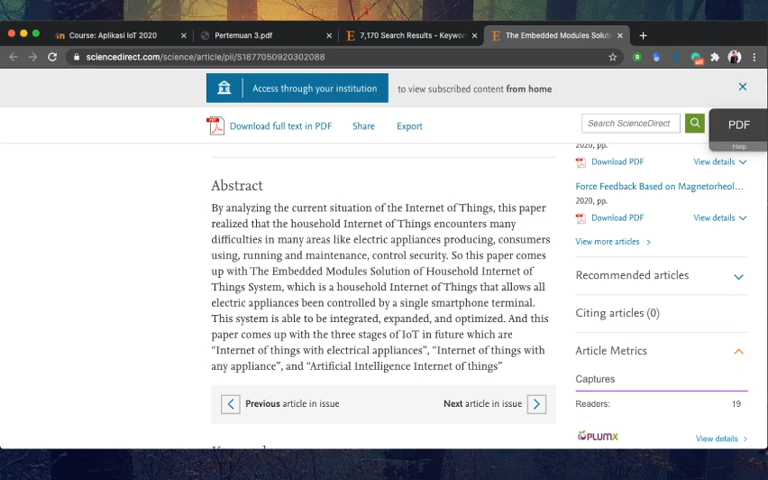 Course: Aplikasi IoT 2020
Pertemuan 3.pdf
7,170 Search Results - Keywor
The Embedded Modules Solut
sciencedirect.com/science/article/pii/S1877050920302088
Access through your institution
to view subscribed content from home
Download full text in PDF
Share
Export
Search ScienceDirect
PDF
Help
2020, pp.
Download PDF
View details
Force Feedback Based on Magnetorheol...
2020, pp.
Download PDF
View details
View more articles
Recommended articles
Citing articles (0)
Article Metrics
Captures
Readers:
19
PLUMX
View details
Abstract
By analyzing the current situation of the Internet of Things, this paper
realized that the household Internet of Things encounters many
difficulties in many areas like electric appliances producing, consumers
using, running and maintenance, control security. So this paper comes
up with The Embedded Modules Solution of Household Internet of
Things System, which is a household Internet of Things that allows all
electric appliances been controlled by a single smartphone terminal.
This system is able to be integrated, expanded, and optimized. And this
paper comes up with the three stages of IoT in future which are
“Internet of things with electrical appliances”, “Internet of things with
any appliance”, and “Artificial Intelligence Internet of things”
Previous article in issue
Next article in issue